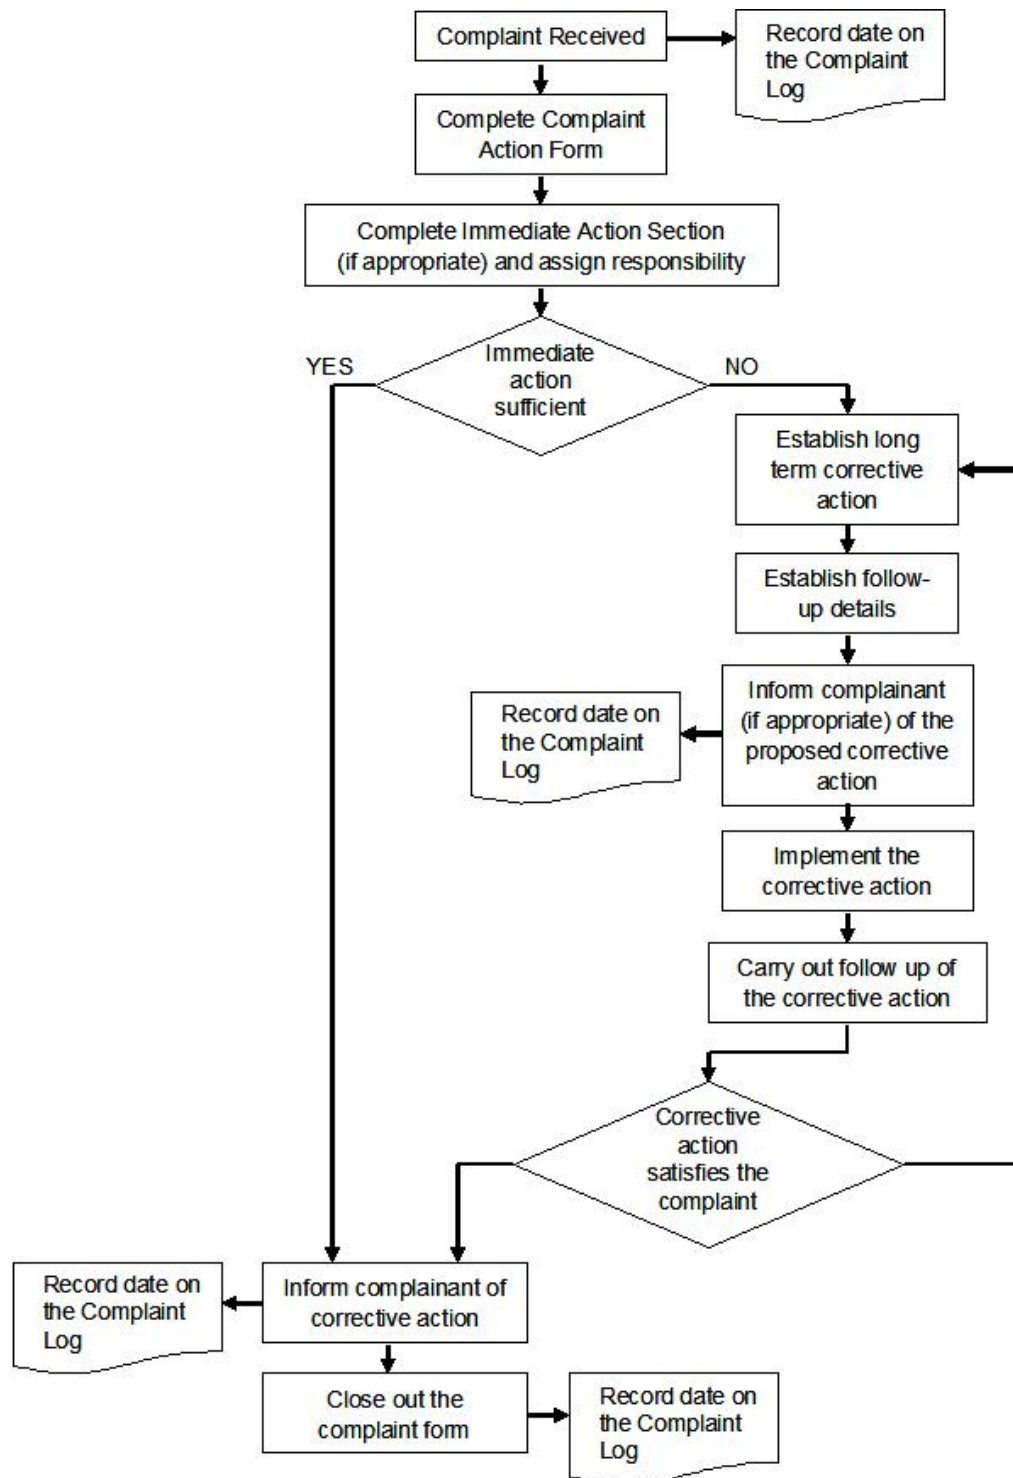 Complaint Received
Record date on
the Complaint
Log
Complete Complaint
Action Form
Complete Immediate Action Section
(if appropriate) and assign responsibility
YES
Immediate
action
sufficient
NO
Establish long
term corrective
action
Establish follow-
up details
Inform complainant
(if appropriate) of the
proposed corrective
action
Record date on
the Complaint
Log
Implement the
corrective action
Carry out follow up of
the corrective action
Corrective
action
satisfies the
complaint
Record date on
the Complaint
Log
Inform complainant of
corrective action
Close out the
complaint form
Record date on
the Complaint
Log